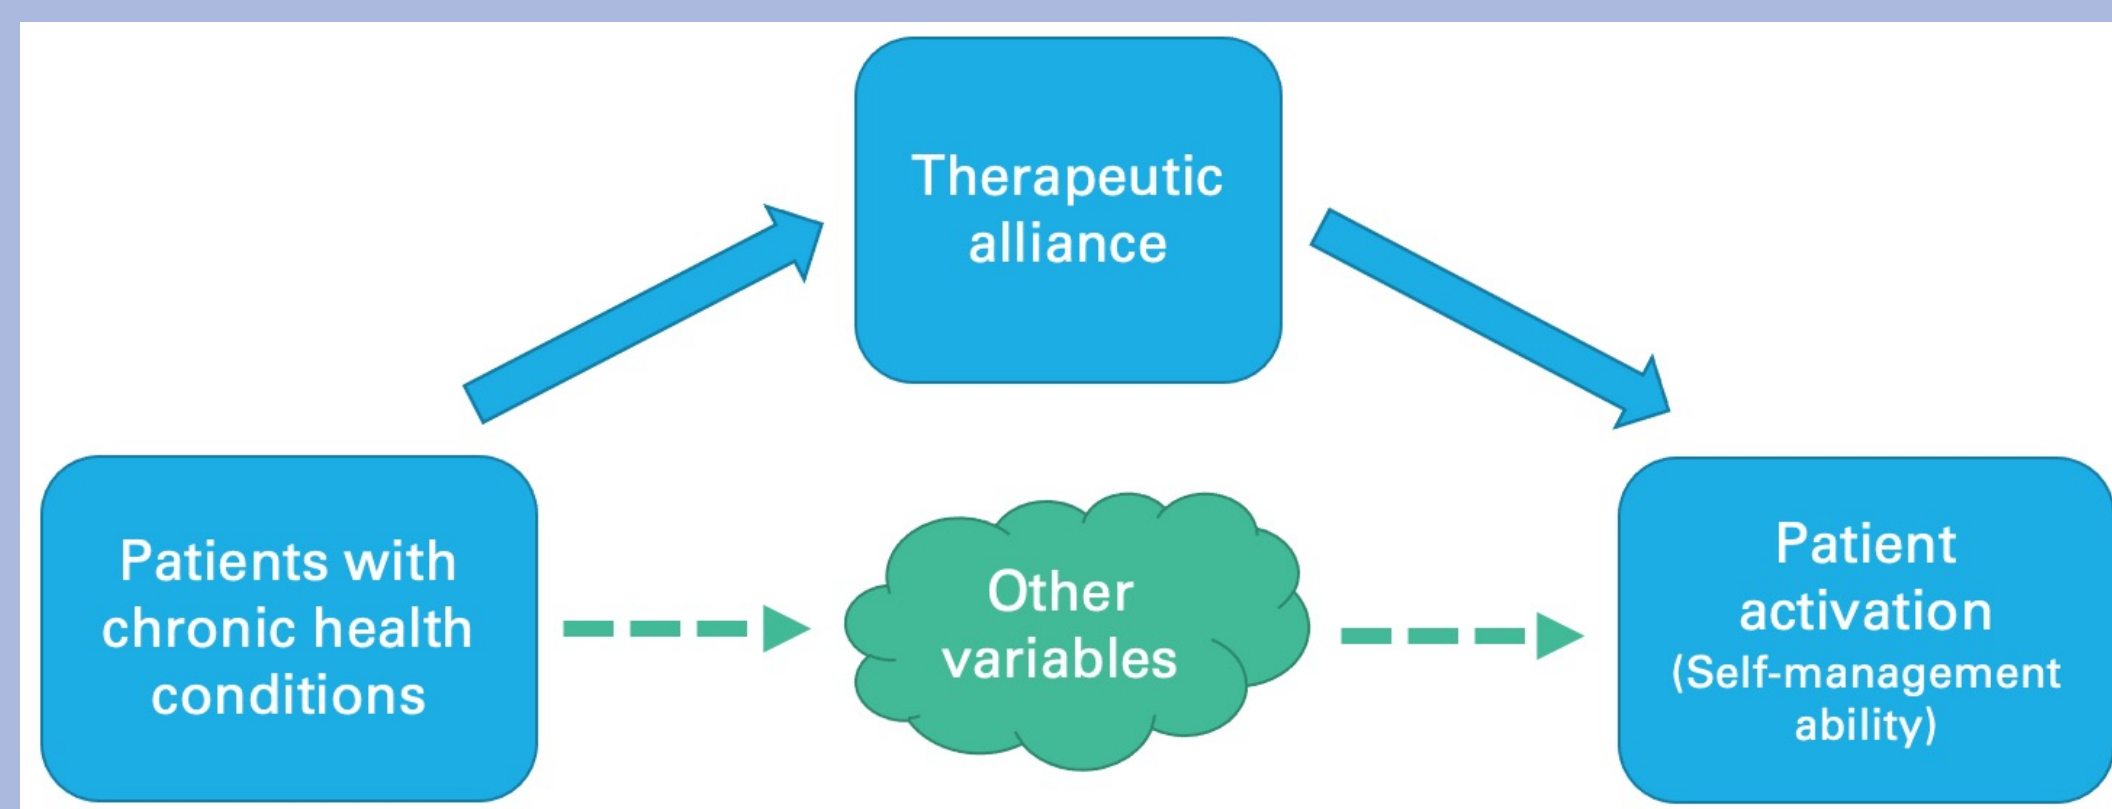 Therapeutic
alliance
Patients with
chronic health
conditions
Other
variables
Patient
activation
(Self-management
ability)